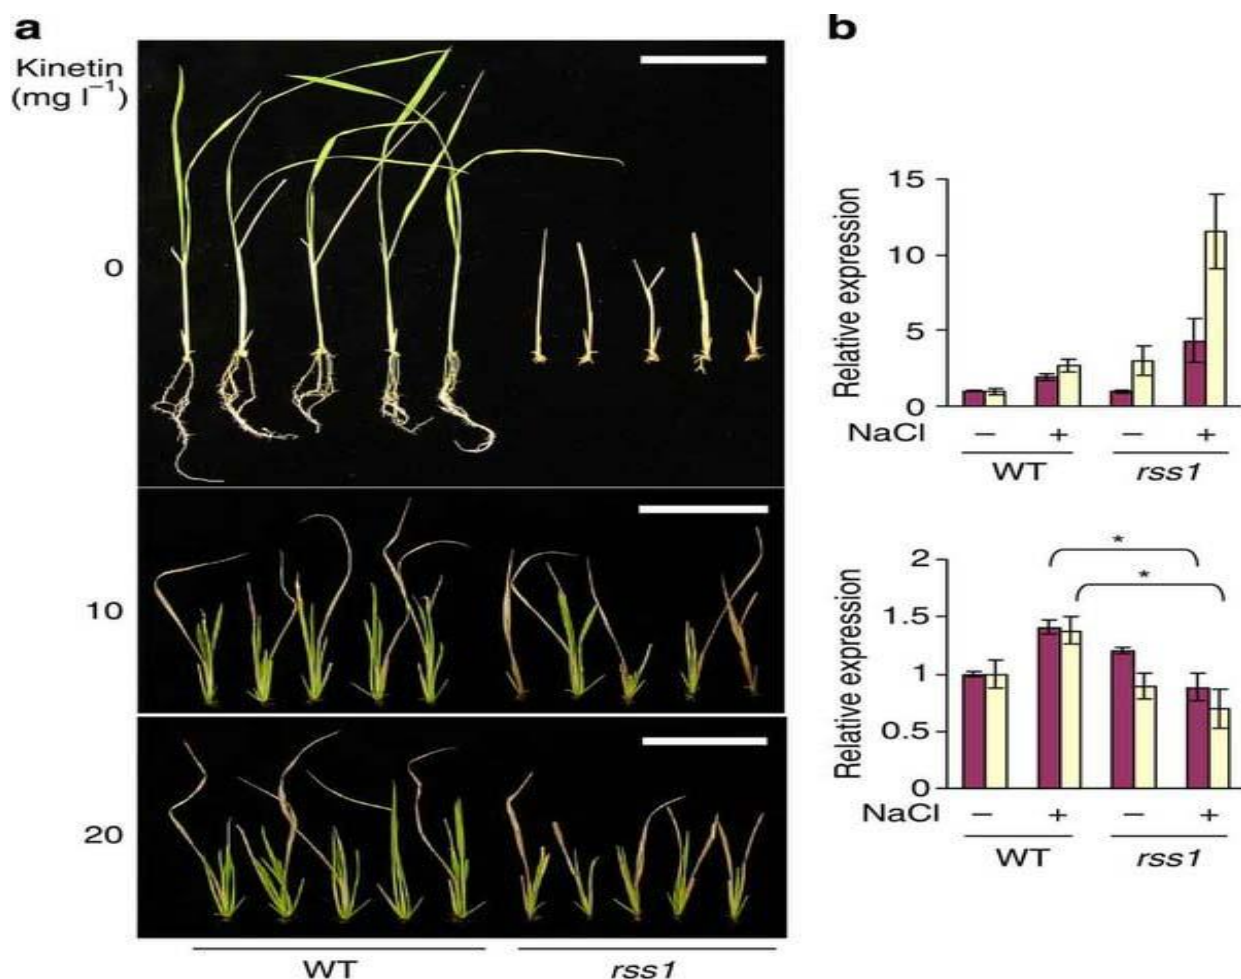 a
Kinetin
(mg l⁻¹)
0
10
20
WT
rss1
b
Relative expression
15
10
5
0
NaCl
− + − +
WT
rss1
Relative expression
2
1.5
1
0.5
0
* 
*
NaCl
− + − +
WT
rss1